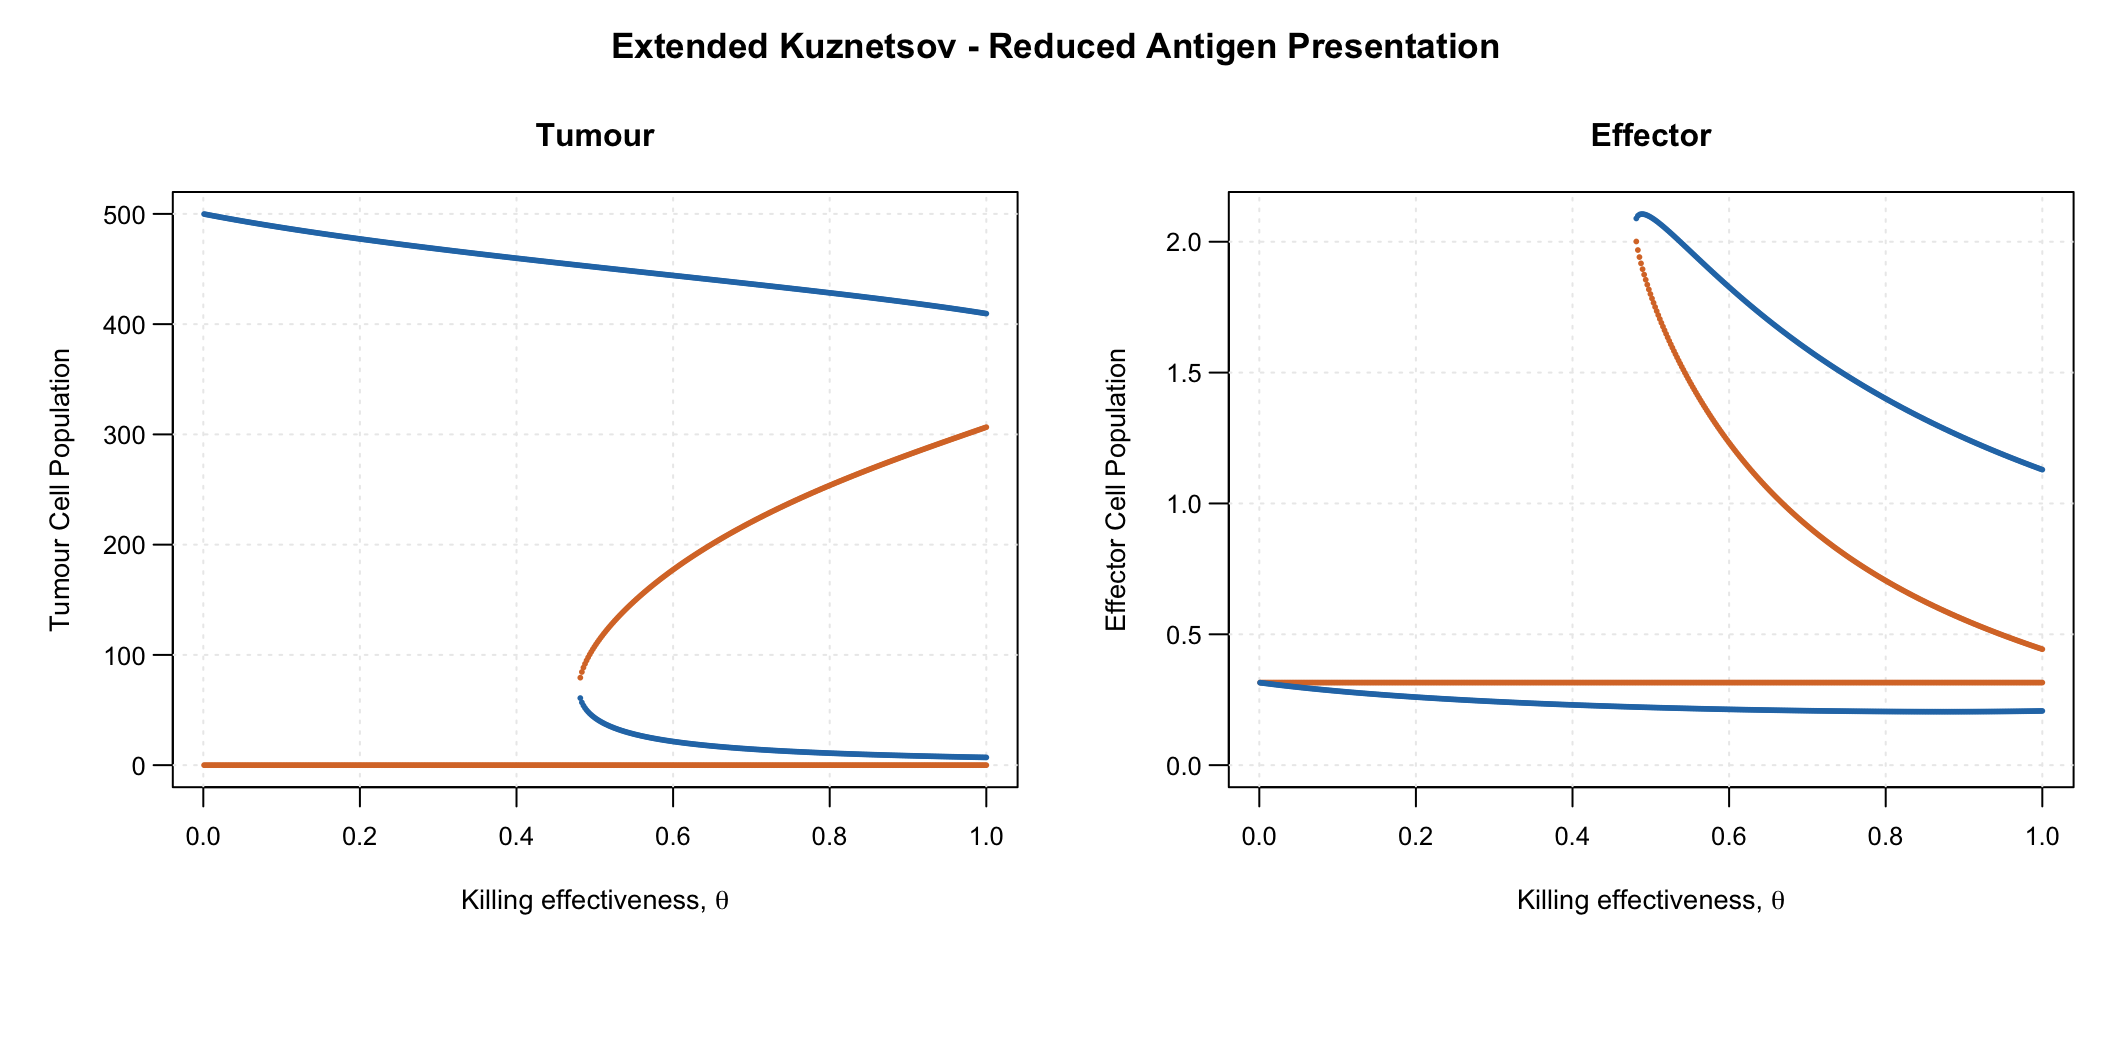 Extended Kuznetsov - Reduced Antigen Presentation
Tumour
500
400
300
200
100
0
Tumour Cell Population
0.0 0.2 0.4 0.6 0.8 1.0
Killing effectiveness, θ
Effector
2.0
1.5
1.0
0.5
0.0
Effector Cell Population
0.0 0.2 0.4 0.6 0.8 1.0
Killing effectiveness, θ